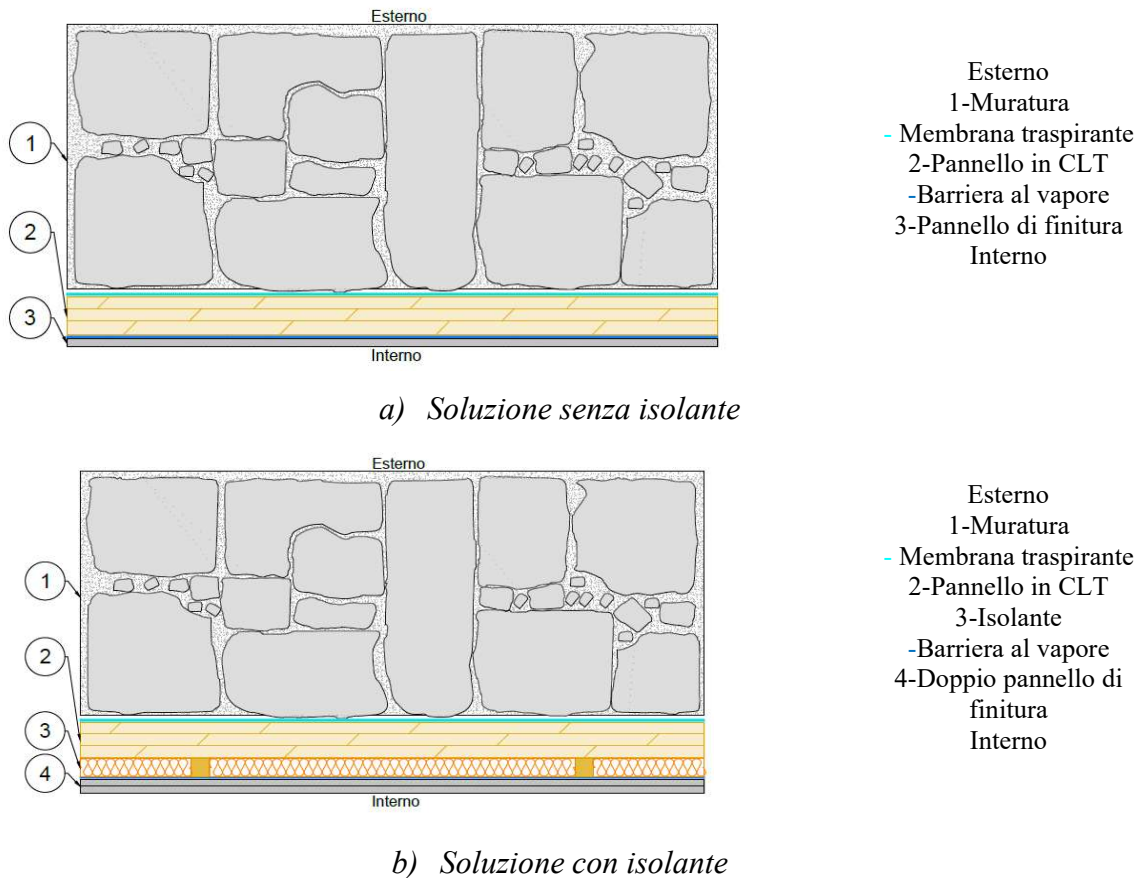 Esterno
1
2
3
Interno
Esterno
1-Muratura
- Membrana traspirante
2-Pannello in CLT
-Barriera al vapore
3-Pannello di finitura
Interno
a) Soluzione senza isolante
Esterno
1
2
3
4
Interno
Esterno
1-Muratura
- Membrana traspirante
2-Pannello in CLT
3-Isolante
-Barriera al vapore
4-Doppio pannello di
finitura
Interno
b) Soluzione con isolante